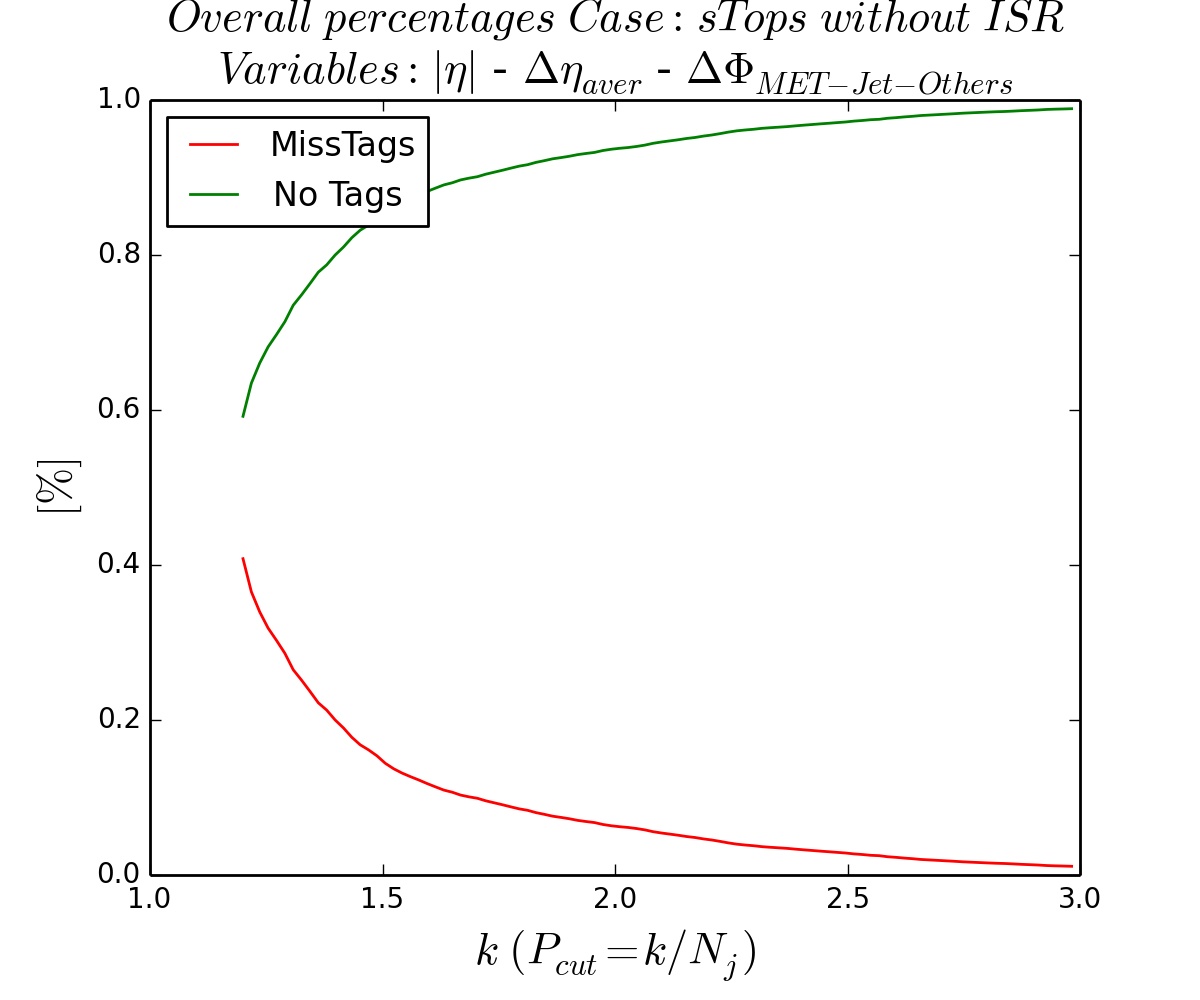 Overall percentages Case: sTops without ISR
Variables: |η| - Δη_aver - ΔΦ_MET−Jet−Others
1.0
MissTags
No Tags
0.8
0.6
[%]
0.4
0.2
0.0
1.0 1.5 2.0 2.5 3.0
k (P_cut=k/N_j)